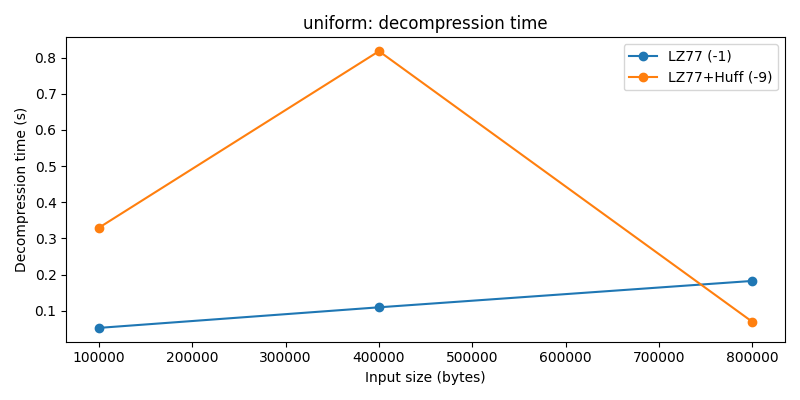 uniform: decompression time
LZ77 (-1)
LZ77+Huff (-9)
Decompression time (s)
0.8
0.7
0.6
0.5
0.4
0.3
0.2
0.1
100000 200000 300000 400000 500000 600000 700000 800000
Input size (bytes)